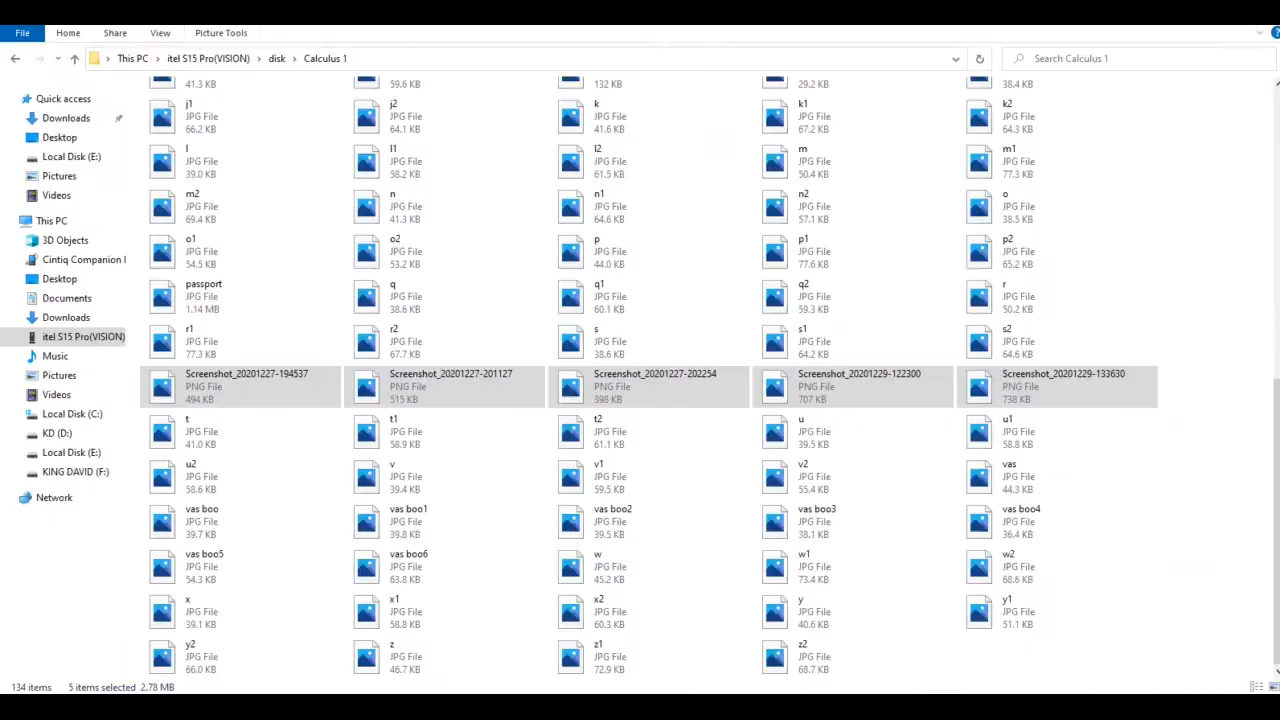 File Home Share View Picture Tools
This PC > itel S15 Pro(VISION) > disk > Calculus 1
Search Calculus 1
Quick access
Downloads
Desktop
Local Disk (E:)
Pictures
Videos
This PC
3D Objects
Cintiq Companion I
Desktop
Documents
Downloads
itel S15 Pro(VISION)
Music
Pictures
Videos
Local Disk (C:)
KD (D:)
Local Disk (E:)
KING DAVID (F:)
Network
41.3 KB 59.6 KB 132 KB 29.2 KB 38.4 KB
j1 j2 k k1 k2
JPG File JPG File JPG File JPG File JPG File
66.2 KB 64.1 KB 41.6 KB 67.2 KB 64.3 KB
l l1 l2 m m1
JPG File JPG File JPG File JPG File JPG File
39.0 KB 58.2 KB 61.5 KB 50.4 KB 77.3 KB
m2 n n1 n2 o
JPG File JPG File JPG File JPG File JPG File
69.4 KB 41.3 KB 64.6 KB 57.1 KB 38.5 KB
o1 o2 p p1 p2
JPG File JPG File JPG File JPG File JPG File
54.5 KB 53.2 KB 44.0 KB 77.6 KB 65.2 KB
passport q q1 q2 r
JPG File JPG File JPG File JPG File JPG File
1.14 MB 38.6 KB 60.1 KB 59.3 KB 50.2 KB
r1 r2 s s1 s2
JPG File JPG File JPG File JPG File JPG File
77.3 KB 67.7 KB 38.6 KB 64.2 KB 64.6 KB
Screenshot_20201227-194537 Screenshot_20201227-201127 Screenshot_20201227-202254 Screenshot_20201229-122300 Screenshot_20201229-133630
PNG File PNG File PNG File PNG File PNG File
494 KB 515 KB 398 KB 707 KB 738 KB
t t1 t2 u u1
JPG File JPG File JPG File JPG File JPG File
41.0 KB 58.9 KB 61.1 KB 39.5 KB 58.8 KB
u2 v v1 v2 vas
JPG File JPG File JPG File JPG File JPG File
58.6 KB 39.4 KB 59.5 KB 55.4 KB 44.3 KB
vas boo vas boo1 vas boo2 vas boo3 vas boo4
JPG File JPG File JPG File JPG File JPG File
39.7 KB 39.8 KB 39.5 KB 38.1 KB 36.4 KB
vas boo5 vas boo6 w w1 w2
JPG File JPG File JPG File JPG File JPG File
54.3 KB 63.8 KB 45.2 KB 73.4 KB 68.6 KB
x x1 x2 y y1
JPG File JPG File JPG File JPG File JPG File
39.1 KB 58.8 KB 60.3 KB 40.6 KB 51.1 KB
y2 z z1 z2
JPG File JPG File JPG File JPG File
66.0 KB 46.7 KB 72.9 KB 68.7 KB
134 items 5 items selected 2.78 MB